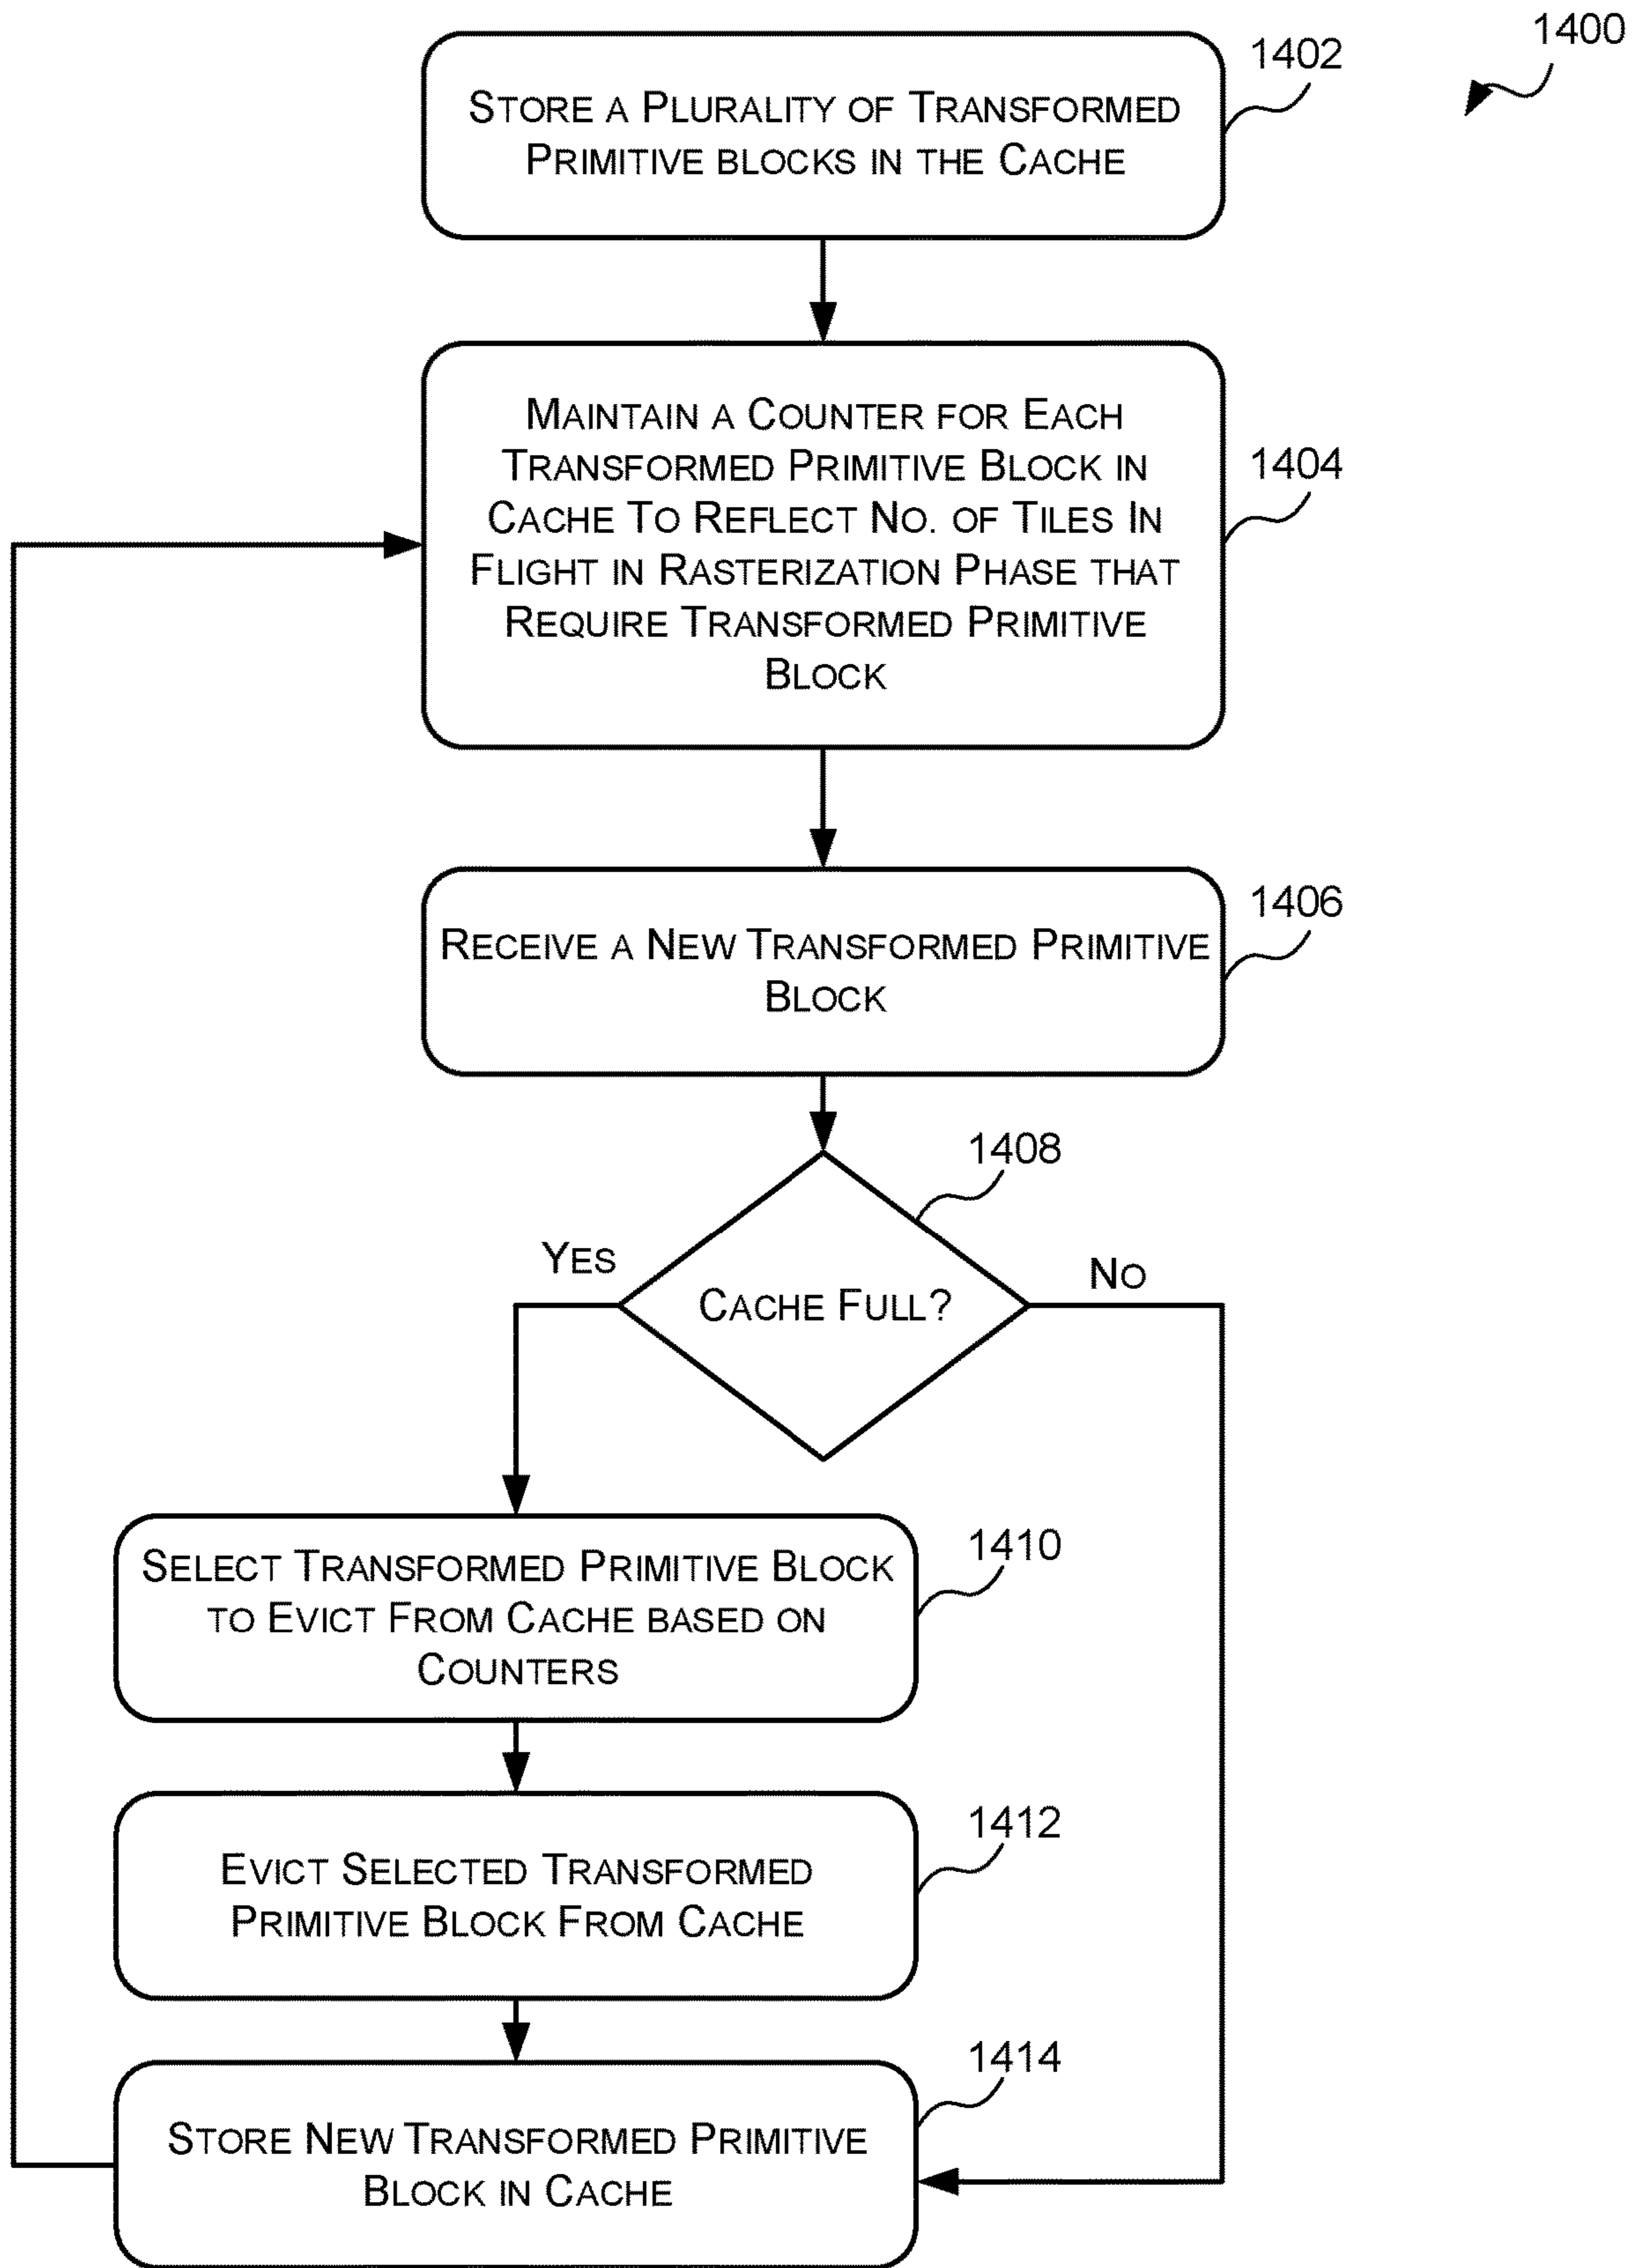 1400
1402
STORE A PLURALITY OF TRANSFORMED
PRIMITIVE BLOCKS IN THE CACHE
MAINTAIN A COUNTER FOR EACH
TRANSFORMED PRIMITIVE BLOCK IN
CACHE TO REFLECT NO. OF TILES IN
FLIGHT IN RASTERIZATION PHASE THAT
REQUIRE TRANSFORMED PRIMITIVE
BLOCK
1404
RECEIVE A NEW TRANSFORMED PRIMITIVE
BLOCK
1406
1408
YES
NO
CACHE FULL?
SELECT TRANSFORMED PRIMITIVE BLOCK
TO EVICT FROM CACHE BASED ON
COUNTERS
1410
EVICT SELECTED TRANSFORMED
PRIMITIVE BLOCK FROM CACHE
1412
STORE NEW TRANSFORMED PRIMITIVE
BLOCK IN CACHE
1414